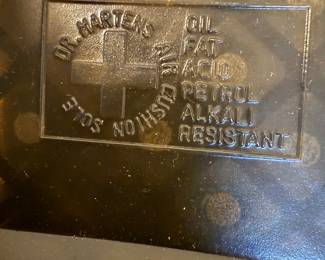 DR. MARTENS AIR CUSHION SOLE
OIL
FAT
ACID
PETROL
ALKALI
RESISTANT